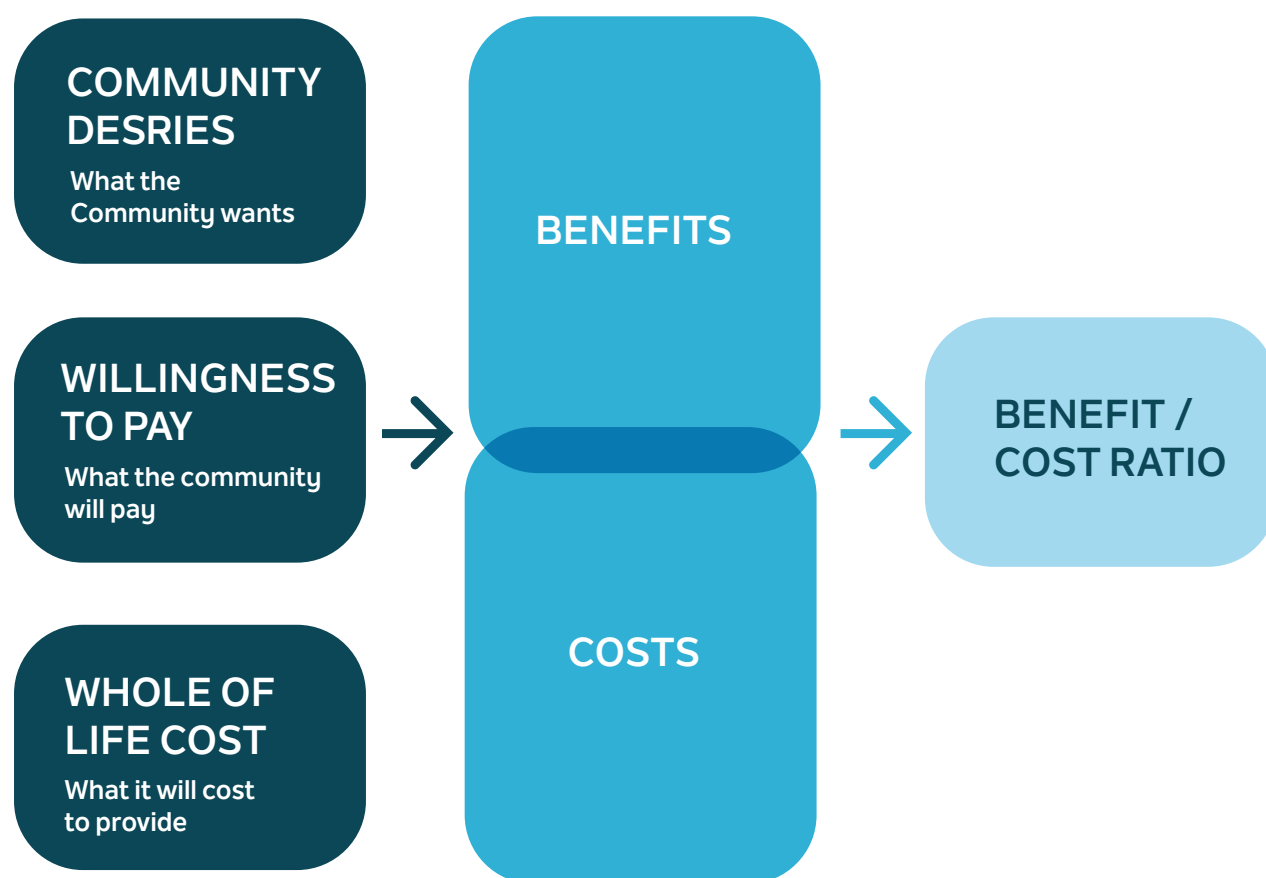 COMMUNITY
DESRIES
What the
Community wants
WILLINGNESS
TO PAY
What the community
will pay
WHOLE OF
LIFE COST
What it will cost
to provide
BENEFITS
COSTS
BENEFIT /
COST RATIO